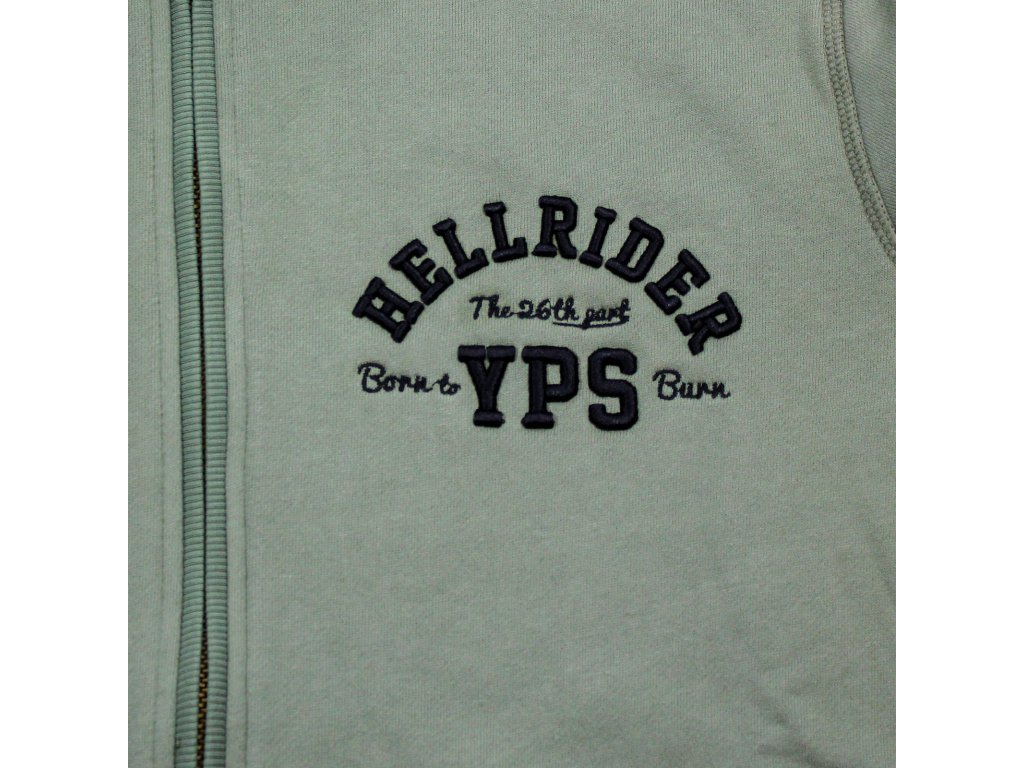 HELLRIDER
The 26th part
Born to YPS Burn